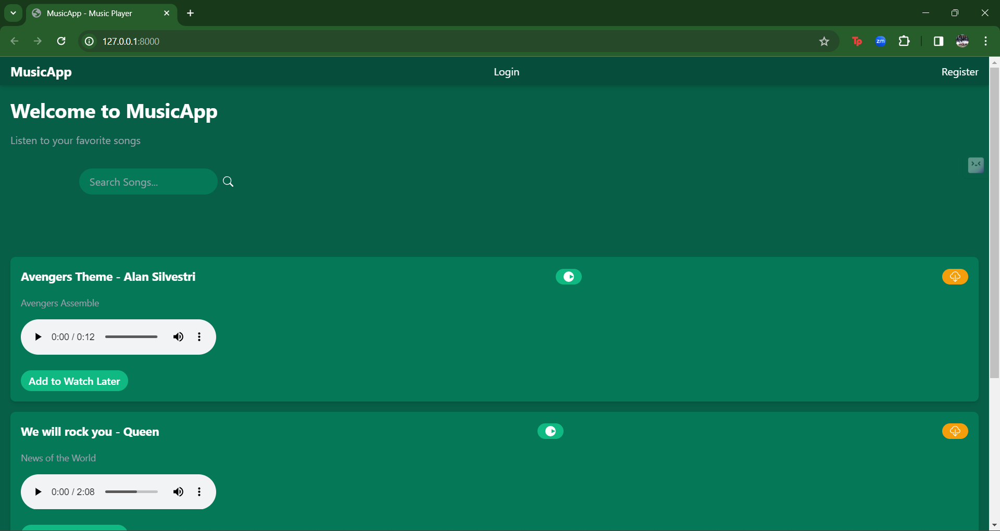 MusicApp - Music Player
127.0.0.1:8000
Tp
zm
MusicApp
Login
Register
Welcome to MusicApp
Listen to your favorite songs
Search Songs...
Avengers Theme - Alan Silvestri
Avengers Assemble
0:00 / 0:12
Add to Watch Later
We will rock you - Queen
News of the World
0:00 / 2:08